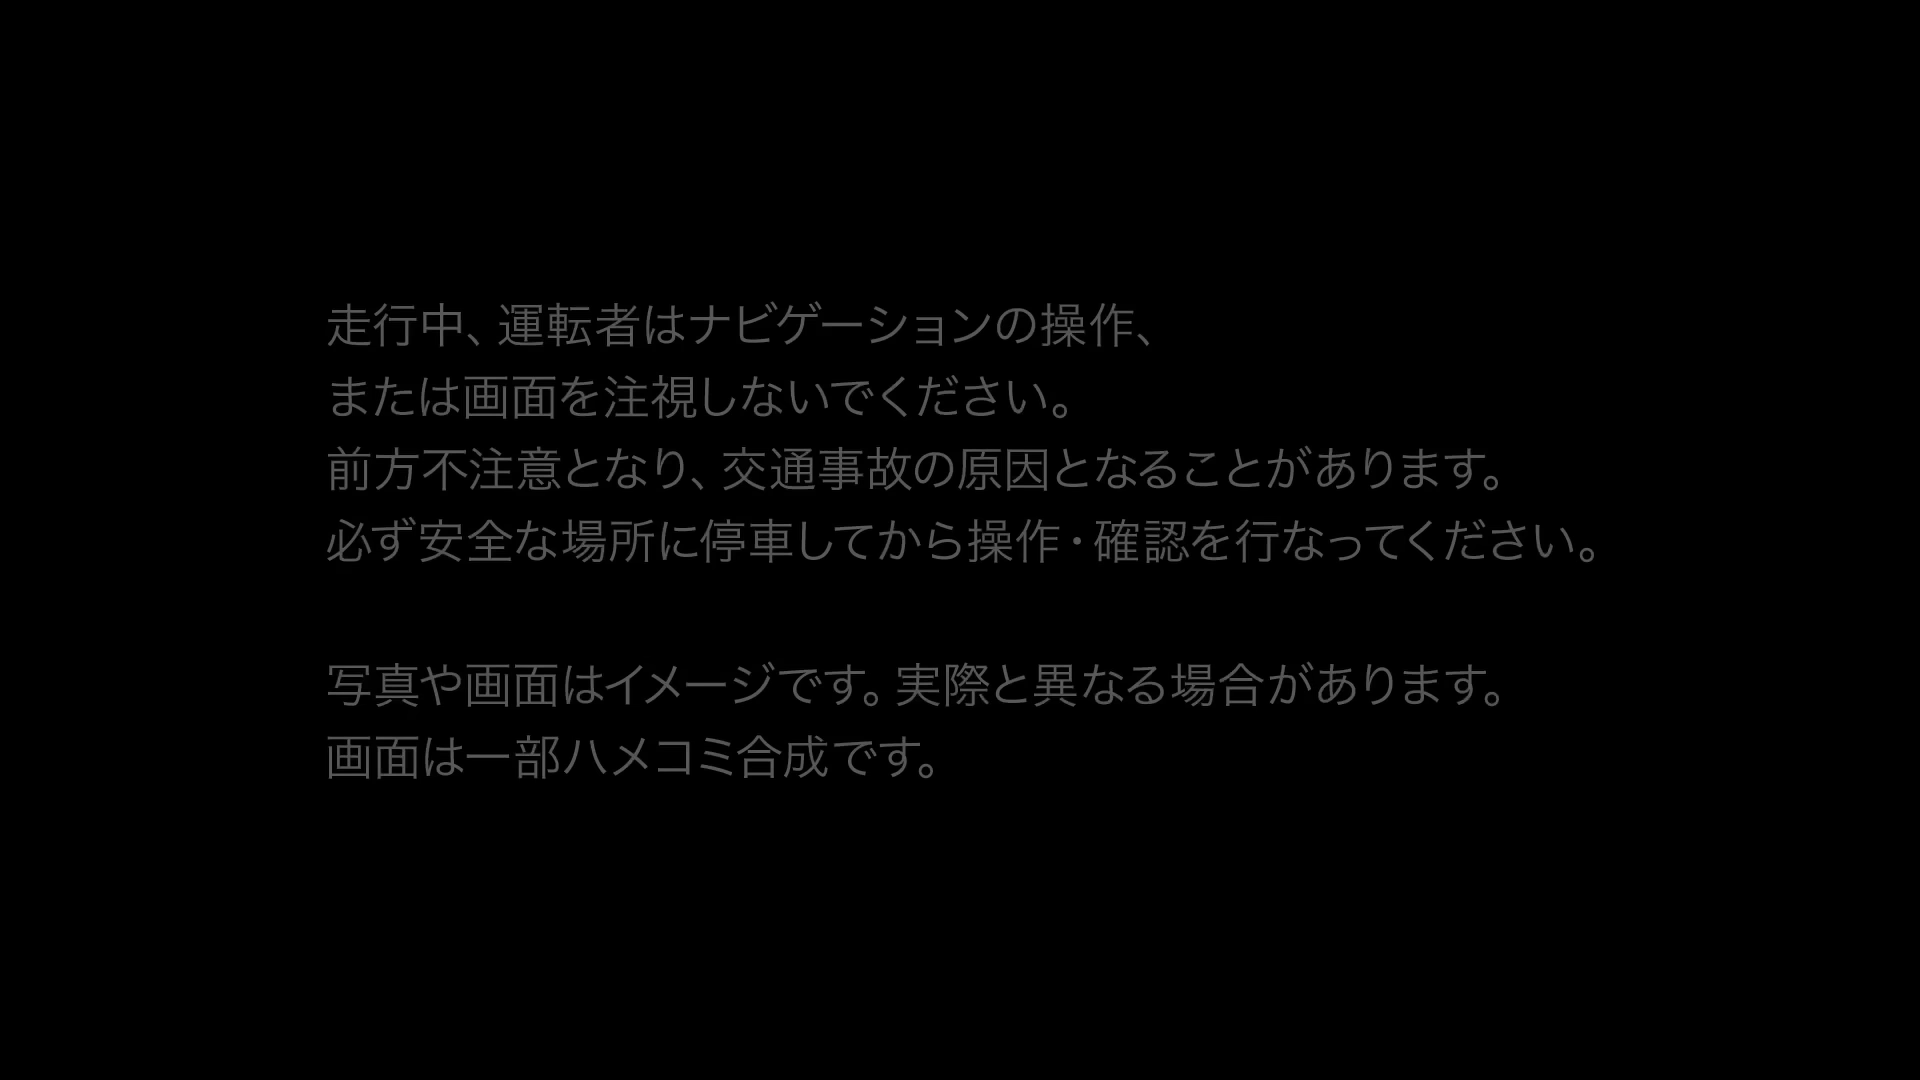 走行中、運転者はナビゲーションの操作、
または画面を注視しないでください。
前方不注意となり、交通事故の原因となることがあります。
必ず安全な場所に停車してから操作・確認を行なってください。
写真や画面はイメージです。実際と異なる場合があります。
画面は一部ハメコミ合成です。